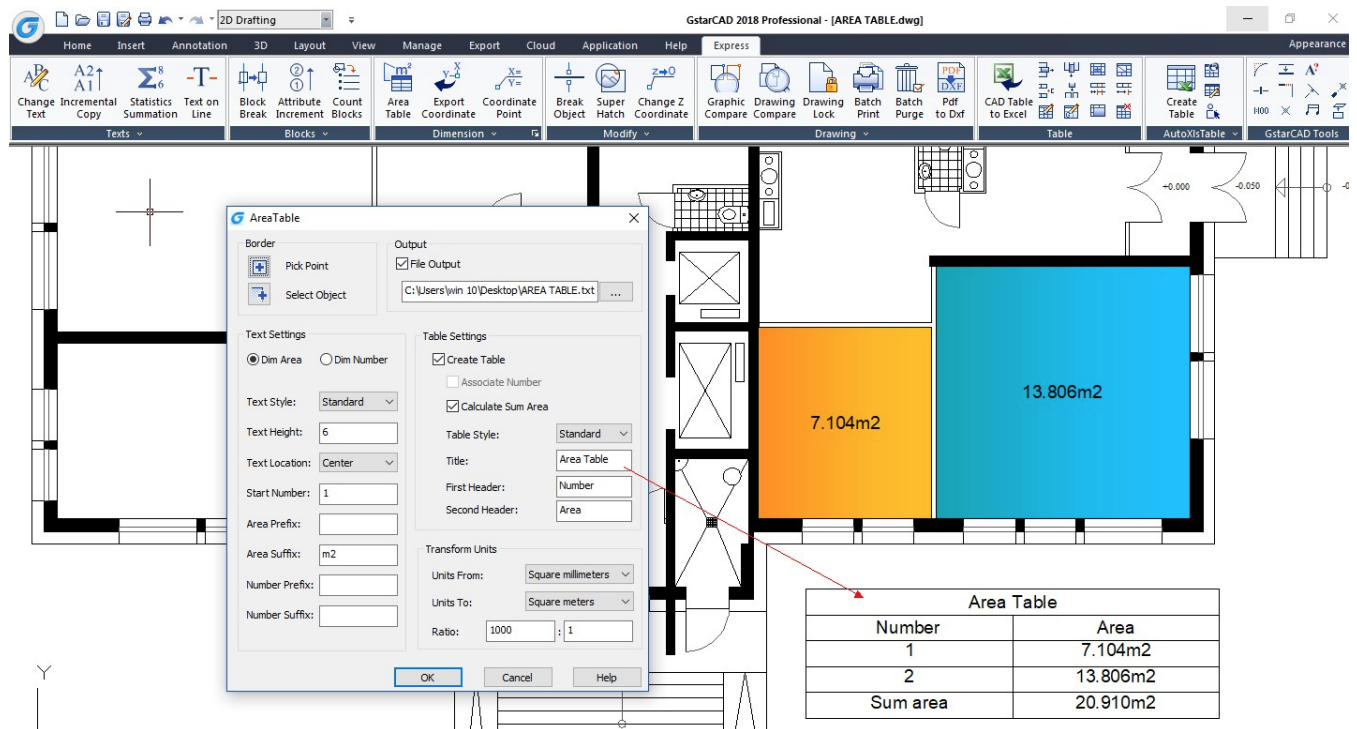 2D Drafting
GstarCAD 2018 Professional - [AREA TABLE.dwg]
Home Insert Annotation 3D Layout View Manage Export Cloud Application Help Express Appearance
Change Text
Incremental Copy
Statistics Summation
Text on Line
Block Break
Attribute Increment
Count Blocks
Area Table
Export Coordinate
Coordinate Point
Break Object
Super Hatch
Change Z Coordinate
Graphic Compare
Drawing Compare
Drawing Lock
Batch Print
Batch Purge
Pdf to Dxf
CAD Table to Excel
Create Table
Texts Blocks Dimension Modify Drawing Table AutoXlsTable GstarCAD Tools
+0.000
-0.050
AreaTable
Border
Pick Point
Select Object
Output
File Output
C:\Users\win 10\Desktop\AREA TABLE.txt ...
Text Settings
Dim Area Dim Number
Text Style: Standard
Text Height: 6
Text Location: Center
Start Number: 1
Area Prefix:
Area Suffix: m2
Number Prefix:
Number Suffix:
Table Settings
Create Table
Associate Number
Calculate Sum Area
Table Style: Standard
Title: Area Table
First Header: Number
Second Header: Area
Transform Units
Units From: Square millimeters
Units To: Square meters
Ratio: 1000 : 1
OK Cancel Help
7.104m2
13.806m2
Area Table
Number Area
1 7.104m2
2 13.806m2
Sum area 20.910m2
Y